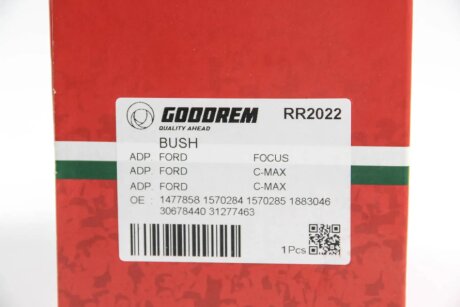 GOODREM RR2022
QUALITY AHEAD
BUSH
ADP. FORD FOCUS
ADP. FORD C-MAX
ADP. FORD C-MAX
OE : 1477858 1570284 1570285 1883046
30678440 31277463
1Pcs